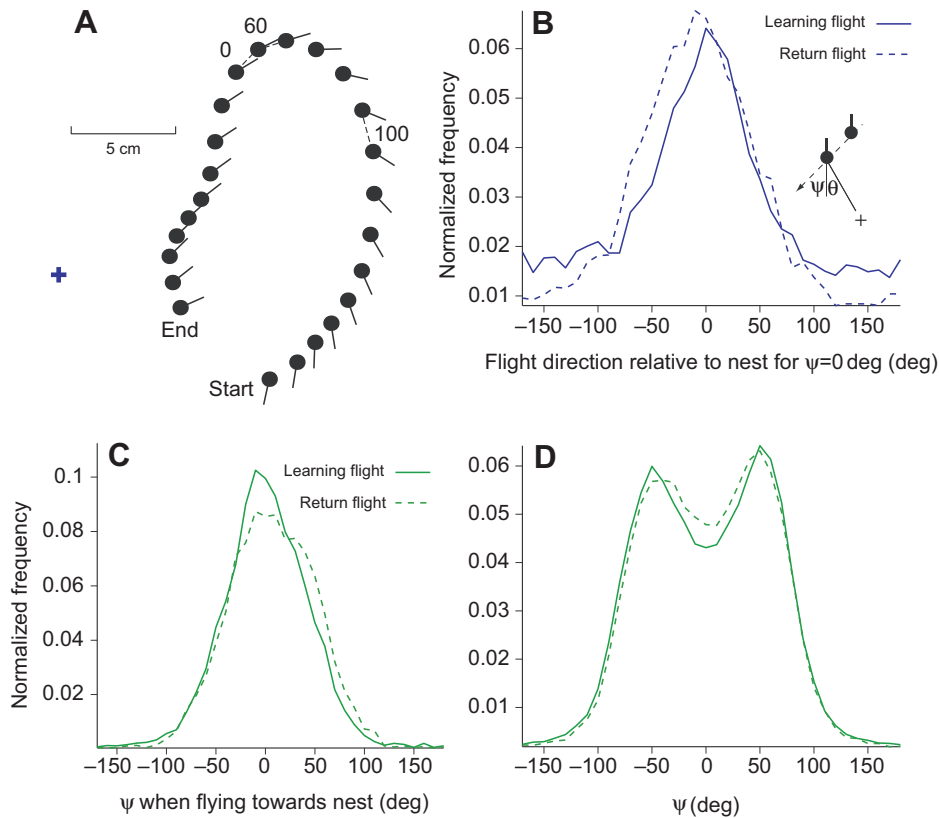 A
60
0
100
5 cm
End
Start
B
Learning flight
Return flight
Normalized frequency
0.06
0.05
0.04
0.03
0.02
0.01
ψ θ
+
–150 –100 –50 0 50 100 150
Flight direction relative to nest for ψ=0 deg (deg)
C
Learning flight
Return flight
Normalized frequency
0.1
0.08
0.06
0.04
0.02
–150 –100 –50 0 50 100 150
ψ when flying towards nest (deg)
D
0.06
0.05
0.04
0.03
0.02
0.01
–150 –100 –50 0 50 100 150
ψ (deg)